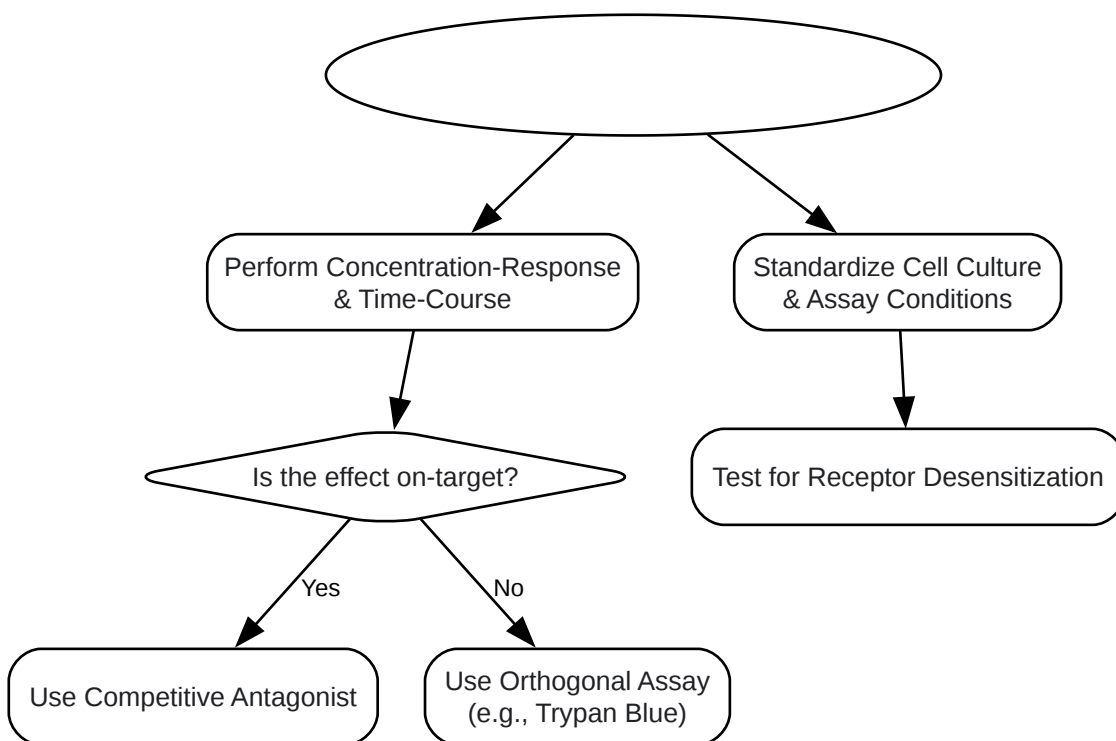 Perform Concentration-Response
& Time-Course
Standardize Cell Culture
& Assay Conditions
Is the effect on-target?
Test for Receptor Desensitization
Yes
No
Use Competitive Antagonist
Use Orthogonal Assay
(e.g., Trypan Blue)